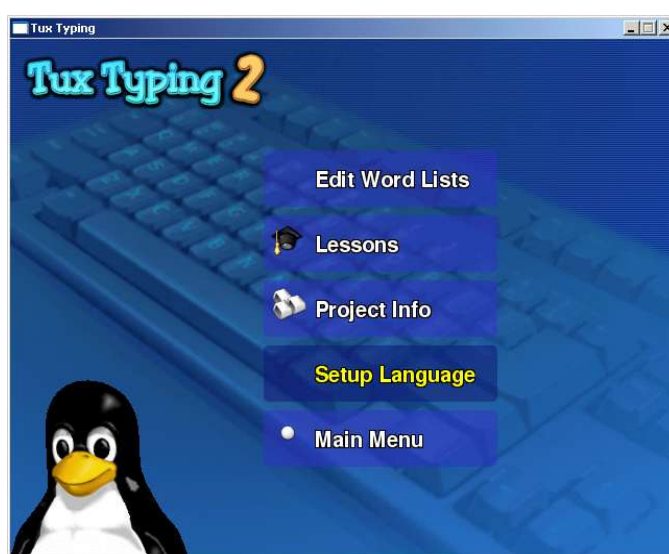 Tux Typing
Tux Typing 2
Edit Word Lists
Lessons
Project Info
Setup Language
Main Menu